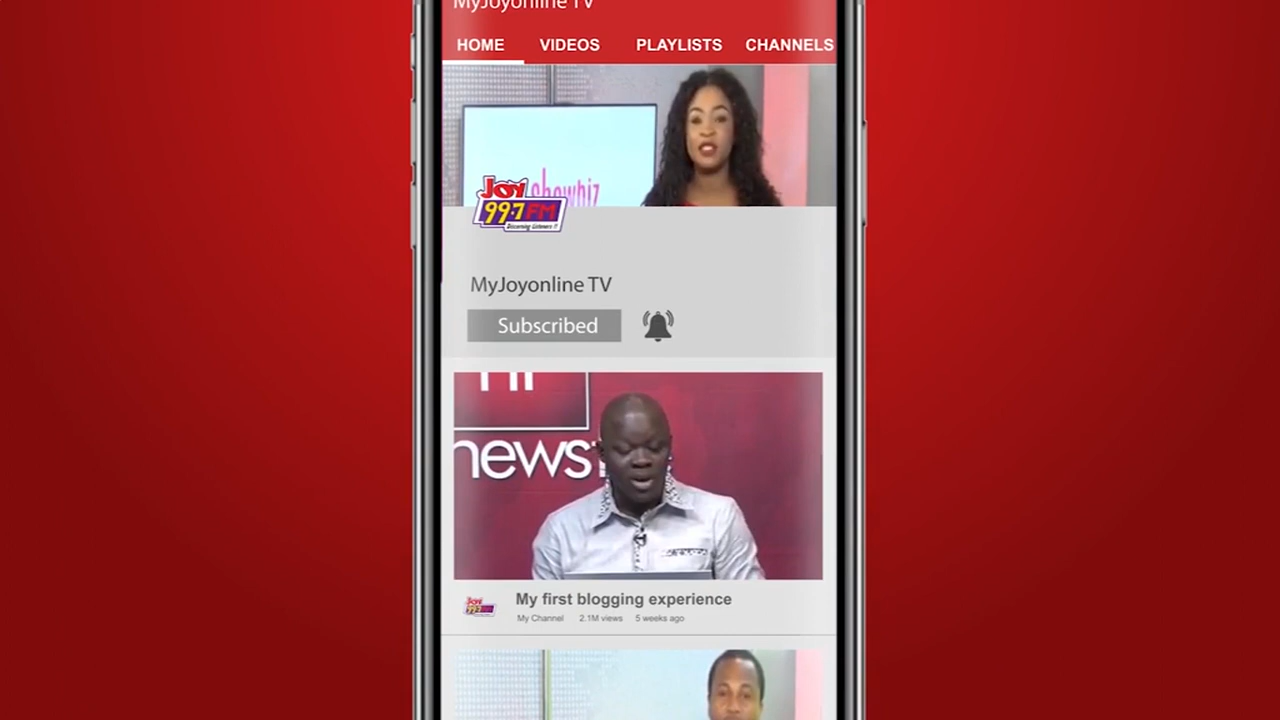 MyJoyonline TV
HOME VIDEOS PLAYLISTS CHANNELS
showbiz
JOY
99.7 FM
MyJoyonline TV
Subscribed
news
My first blogging experience
My Channel 2.1M views 5 weeks ago